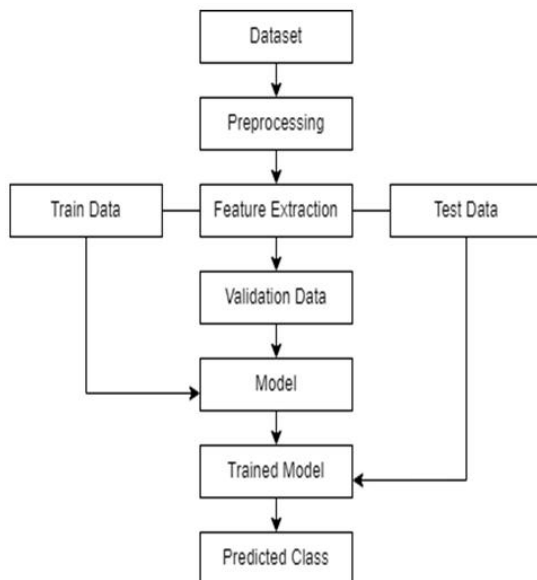 Dataset
Preprocessing
Train Data
Feature Extraction
Test Data
Validation Data
Model
Trained Model
Predicted Class